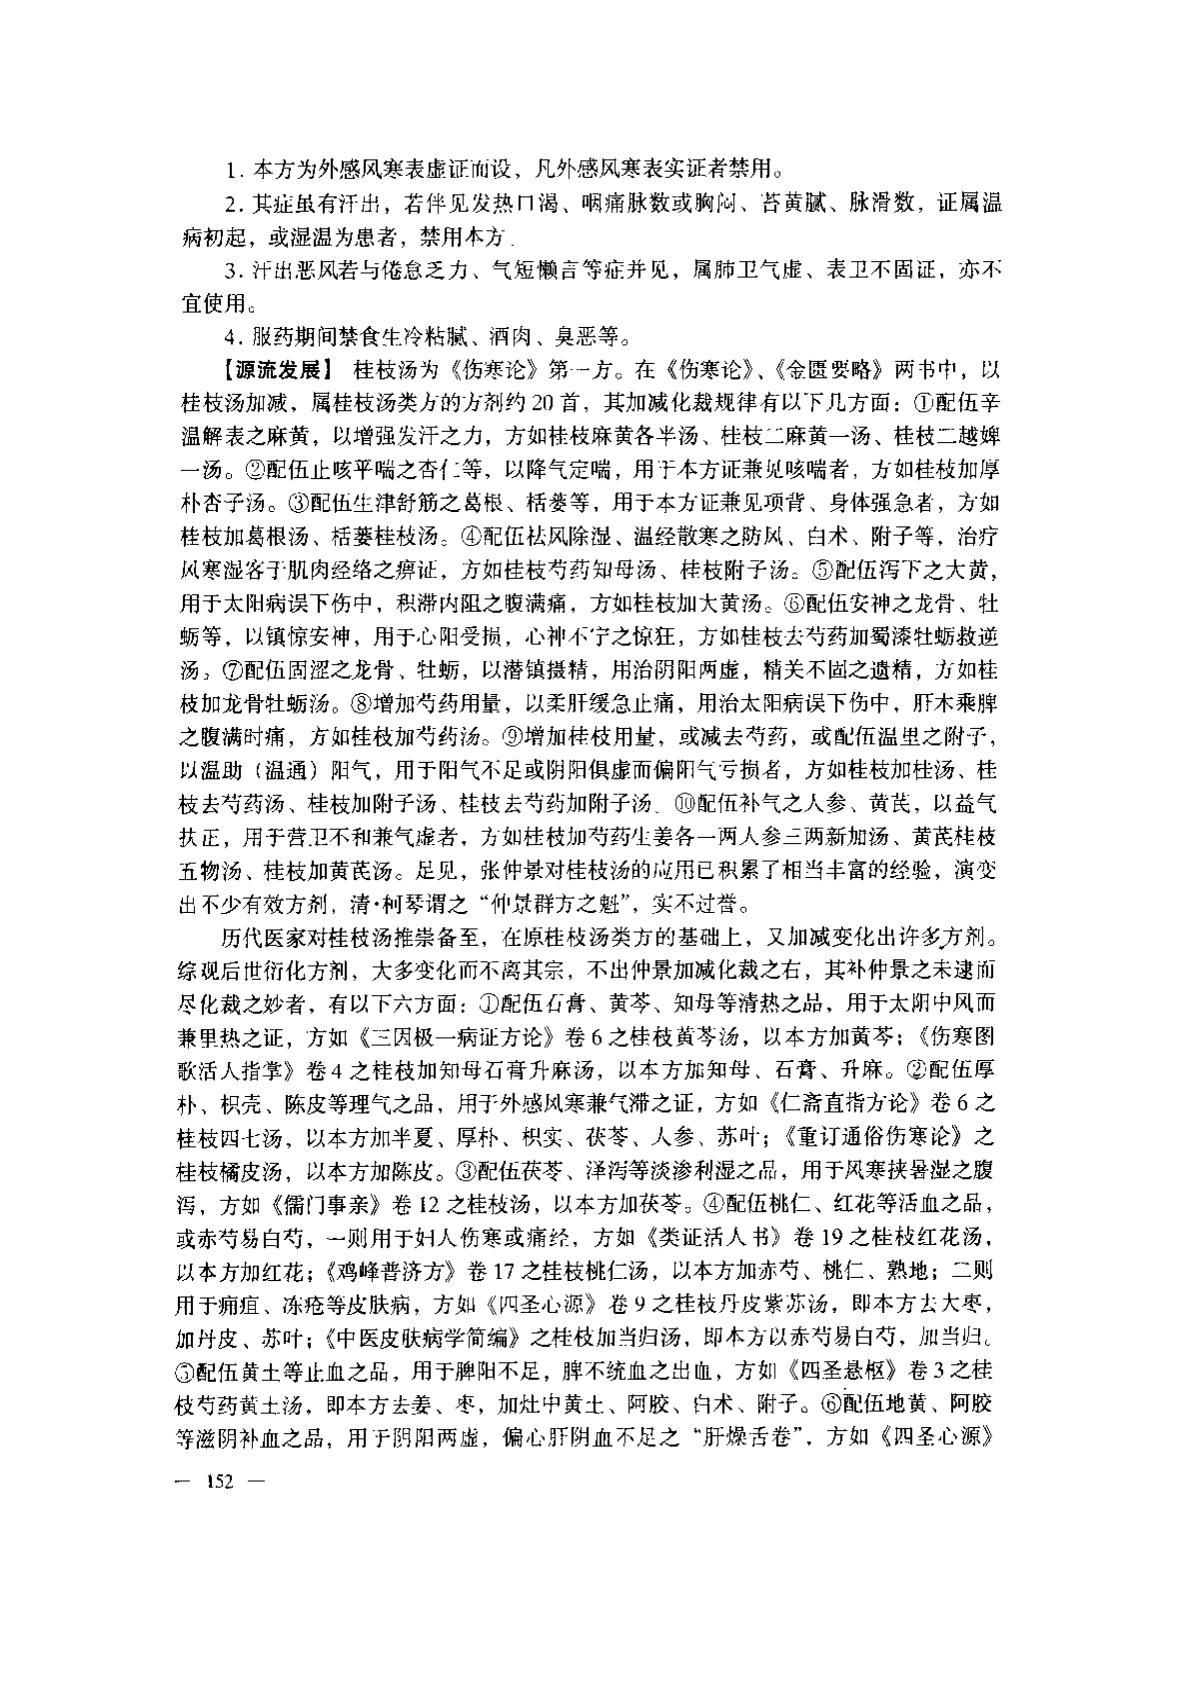 1. 本方为外感风寒表虚证而设，凡外感风寒表实证者禁用。
2. 其症虽有汗出，若伴见发热口渴、咽痛脉数或胸闷、苔黄腻、脉滑数，证属温
病初起，或湿温为患者，禁用本方.
3. 汗出恶风若与倦怠乏力、气短懒言等症并见，属肺卫气虚、表卫不固证，亦不
宜使用。
4. 服药期间禁食生冷粘腻、酒肉、臭恶等。
【源流发展】 桂枝汤为《伤寒论》第一方。在《伤寒论》、《金匮要略》两书中，以
桂枝汤加减，属桂枝汤类方的方剂约 20 首，其加减化裁规律有以下几方面：①配伍辛
温解表之麻黄，以增强发汗之力，方如桂枝麻黄各半汤、桂枝二麻黄一汤、桂枝二越婢
一汤。②配伍止咳平喘之杏仁等，以降气定喘，用于本方证兼见咳喘者，方如桂枝加厚
朴杏子汤。③配伍生津舒筋之葛根、栝蒌等，用于本方证兼见项背、身体强急者，方如
桂枝加葛根汤、栝蒌桂枝汤。④配伍祛风除湿、温经散寒之防风、白术、附子等，治疗
风寒湿客于肌肉经络之痹证，方如桂枝芍药知母汤、桂枝附子汤。⑤配伍泻下之大黄，
用于太阳病误下伤中，积滞内阻之腹满痛，方如桂枝加大黄汤。⑥配伍安神之龙骨、牡
蛎等，以镇惊安神，用于心阳受损，心神不宁之惊狂，方如桂枝去芍药加蜀漆牡蛎救逆
汤。⑦配伍固涩之龙骨、牡蛎，以潜镇摄精，用治阴阳两虚，精关不固之遗精，方如桂
枝加龙骨牡蛎汤。⑧增加芍药用量，以柔肝缓急止痛，用治太阳病误下伤中，肝木乘脾
之腹满时痛，方如桂枝加芍药汤。⑨增加桂枝用量，或减去芍药，或配伍温里之附子，
以温助（温通）阳气，用于阳气不足或阴阳俱虚而偏阳气亏损者，方如桂枝加桂汤、桂
枝去芍药汤、桂枝加附子汤、桂枝去芍药加附子汤. ⑩配伍补气之人参、黄芪，以益气
扶正，用于营卫不和兼气虚者，方如桂枝加芍药生姜各一两人参三两新加汤、黄芪桂枝
五物汤、桂枝加黄芪汤。足见，张仲景对桂枝汤的应用已积累了相当丰富的经验，演变
出不少有效方剂，清·柯琴谓之“仲景群方之魁”，实不过誉。
历代医家对桂枝汤推崇备至，在原桂枝汤类方的基础上，又加减变化出许多方剂。
综观后世衍化方剂，大多变化而不离其宗，不出仲景加减化裁之右，其补仲景之未逮而
尽化裁之妙者，有以下六方面：①配伍石膏、黄芩、知母等清热之品，用于太阳中风而
兼里热之证，方如《三因极一病证方论》卷 6 之桂枝黄芩汤，以本方加黄芩；《伤寒图
歌活人指掌》卷 4 之桂枝加知母石膏升麻汤，以本方加知母、石膏、升麻。②配伍厚
朴、枳壳、陈皮等理气之品，用于外感风寒兼气滞之证，方如《仁斋直指方论》卷 6 之
桂枝四七汤，以本方加半夏、厚朴、枳实、茯苓、人参、苏叶；《重订通俗伤寒论》之
桂枝橘皮汤，以本方加陈皮。③配伍茯苓、泽泻等淡渗利湿之品，用于风寒挟暑湿之腹
泻，方如《儒门事亲》卷 12 之桂枝汤，以本方加茯苓。④配伍桃仁、红花等活血之品，
或赤芍易白芍，一则用于妇人伤寒或痛经，方如《类证活人书》卷 19 之桂枝红花汤，
以本方加红花；《鸡峰普济方》卷 17 之桂枝桃仁汤，以本方加赤芍、桃仁、熟地；二则
用于痈疽、冻疮等皮肤病，方如《四圣心源》卷 9 之桂枝丹皮紫苏汤，即本方去大枣，
加丹皮、苏叶；《中医皮肤病学简编》之桂枝加当归汤，即本方以赤芍易白芍，加当归。
⑤配伍黄土等止血之品，用于脾阳不足，脾不统血之出血，方如《四圣悬枢》卷 3 之桂
枝芍药黄土汤，即本方去姜、枣，加灶中黄土、阿胶、白术、附子。⑥配伍地黄、阿胶
等滋阴补血之品，用于阴阳两虚，偏心肝阴血不足之“肝燥舌卷”，方如《四圣心源》
— 152 —